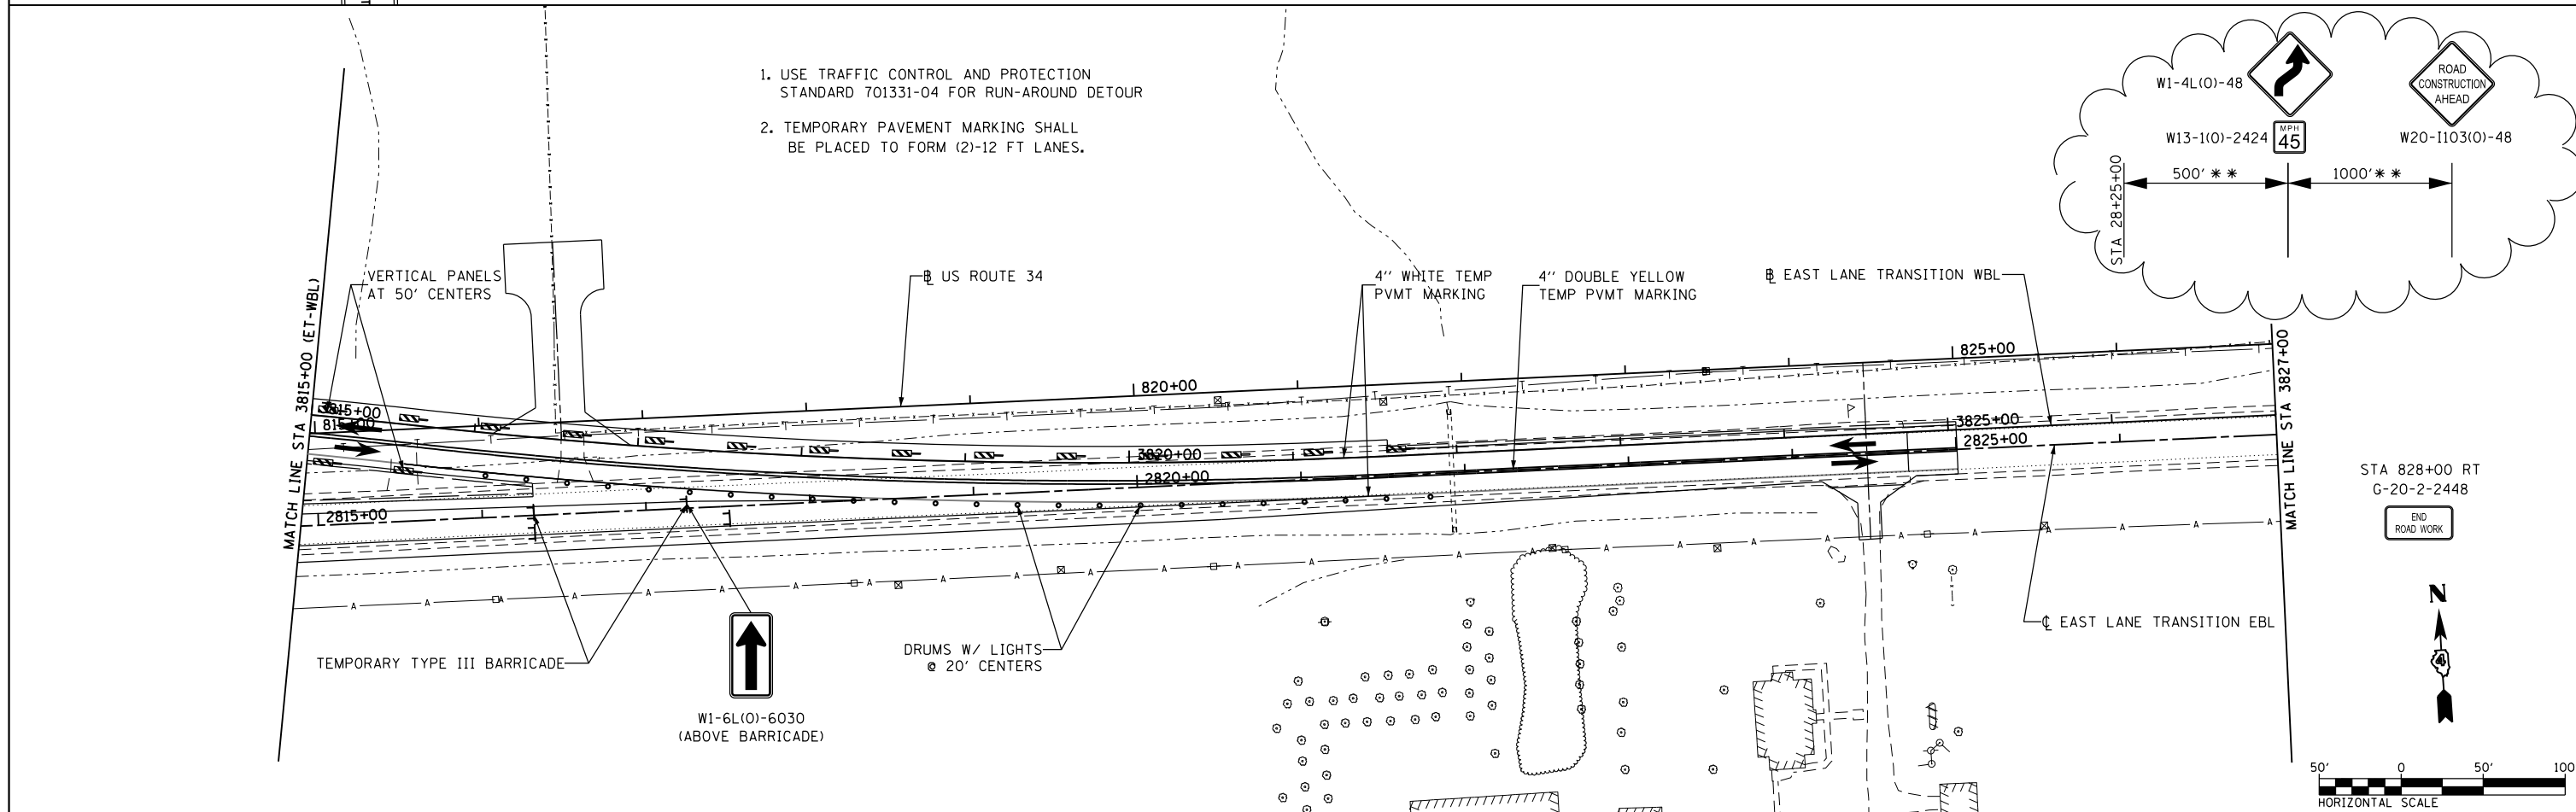 1. USE TRAFFIC CONTROL AND PROTECTION
STANDARD 701331-04 FOR RUN-AROUND DETOUR
2. TEMPORARY PAVEMENT MARKING SHALL
BE PLACED TO FORM (2)-12 FT LANES.
W1-4L(O)-48
ROAD
CONSTRUCTION
AHEAD
W13-1(O)-2424
MPH
45
W20-I103(O)-48
STA 28+25+00
500' * *
1000' * *
MATCH LINE STA 3815+00 (ET-WBL)
VERTICAL PANELS
AT 50' CENTERS
℄ US ROUTE 34
4'' WHITE TEMP
PVMT MARKING
4'' DOUBLE YELLOW
TEMP PVMT MARKING
EAST LANE TRANSITION WBL
MATCH LINE STA 3827+00
3815+00
815+00
2815+00
820+00
3820+00
2820+00
825+00
3825+00
2825+00
TEMPORARY TYPE III BARRICADE
W1-6L(O)-6030
(ABOVE BARRICADE)
DRUMS W/ LIGHTS
@ 20' CENTERS
℄ EAST LANE TRANSITION EBL
STA 828+00 RT
G-20-2-2448
END
ROAD WORK
N
4
50' 0 50' 100
HORIZONTAL SCALE